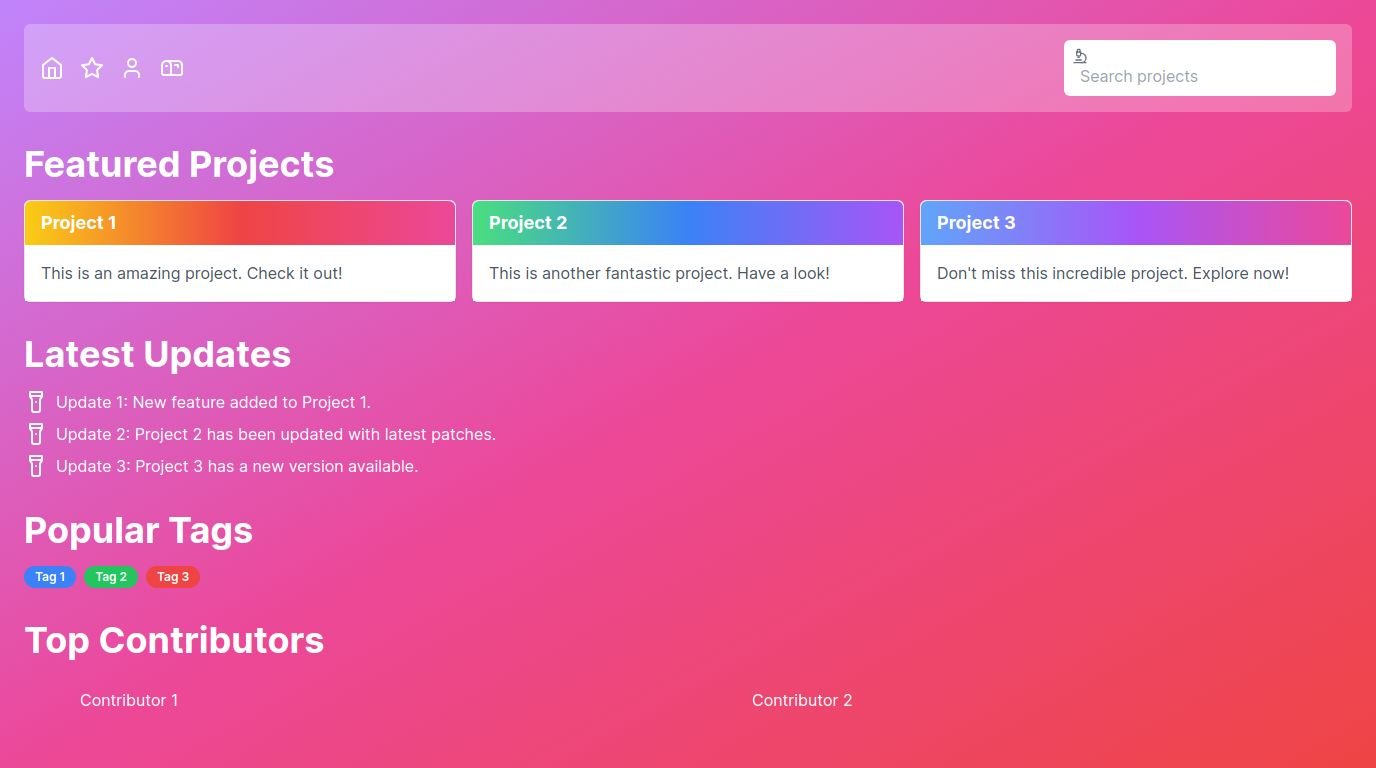 Search projects
Featured Projects
Project 1
This is an amazing project. Check it out!
Project 2
This is another fantastic project. Have a look!
Project 3
Don't miss this incredible project. Explore now!
Latest Updates
Update 1: New feature added to Project 1.
Update 2: Project 2 has been updated with latest patches.
Update 3: Project 3 has a new version available.
Popular Tags
Tag 1 Tag 2 Tag 3
Top Contributors
Contributor 1 Contributor 2